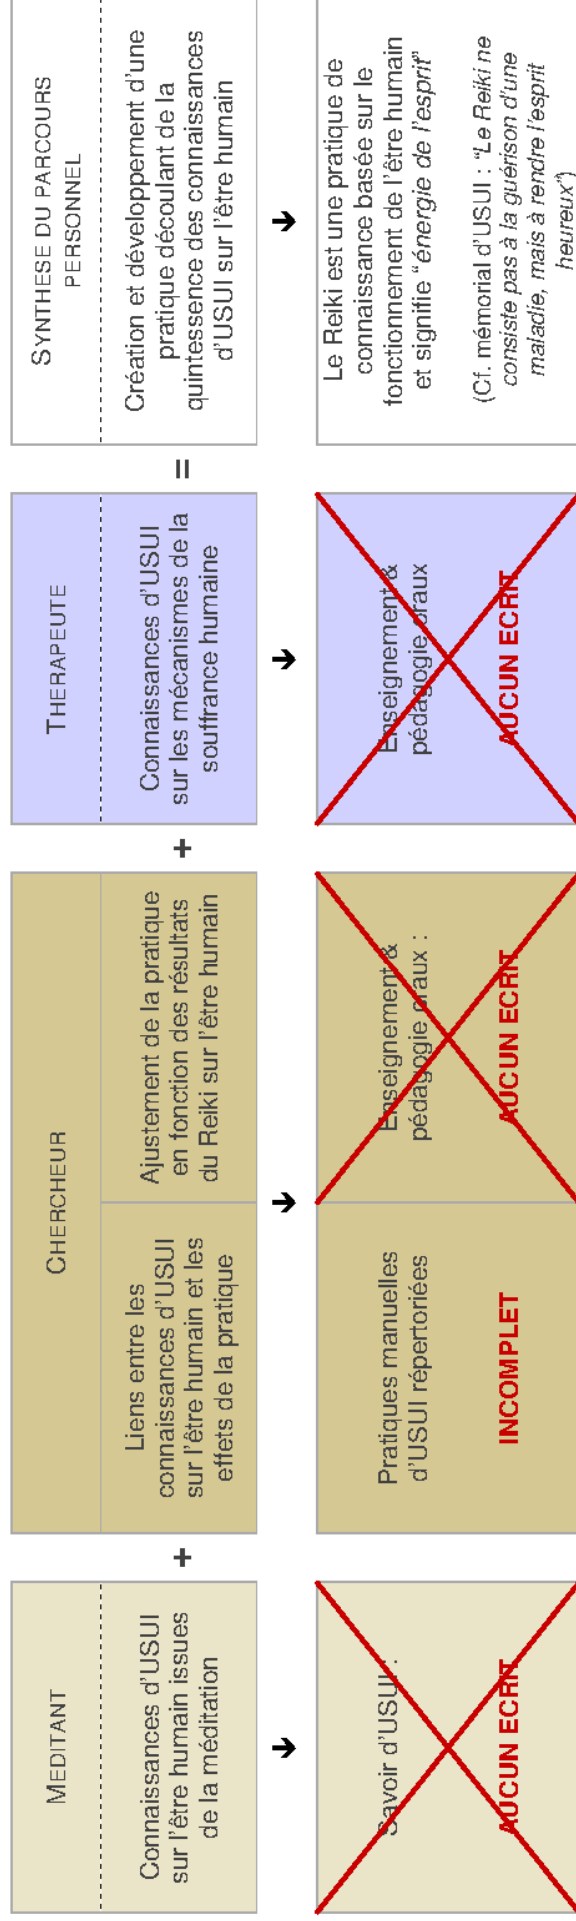 MEDITANT
Connaissances d'USUI
sur l'être humain issues
de la méditation
+
CHERCHEUR
Liens entre les
connaissances d'USUI
sur l'être humain et les
effets de la pratique
Ajustement de la pratique
en fonction des résultats
du Reiki sur l'être humain
+
THERAPEUTE
Connaissances d'USUI
sur les mécanismes de la
souffrance humaine
=
SYNTHESE DU PARCOURS
PERSONNEL
Création et développement d'une
pratique découlant de la
quintessence des connaissances
d'USUI sur l'être humain
Savoir d'USUI :
AUCUN ECRIT
Pratiques manuelles
d'USUI répertoriées
INCOMPLET
Enseignement &
pédagogie oraux :
AUCUN ECRIT
Enseignement &
pédagogie oraux
AUCUN ECRIT
Le Reiki est une pratique de
connaissance basée sur le
fonctionnement de l'être humain
et signifie “énergie de l'esprit”
(Cf. mémorial d'USUI : “Le Reiki ne
consiste pas à la guérison d'une
maladie, mais à rendre l'esprit
heureux”)